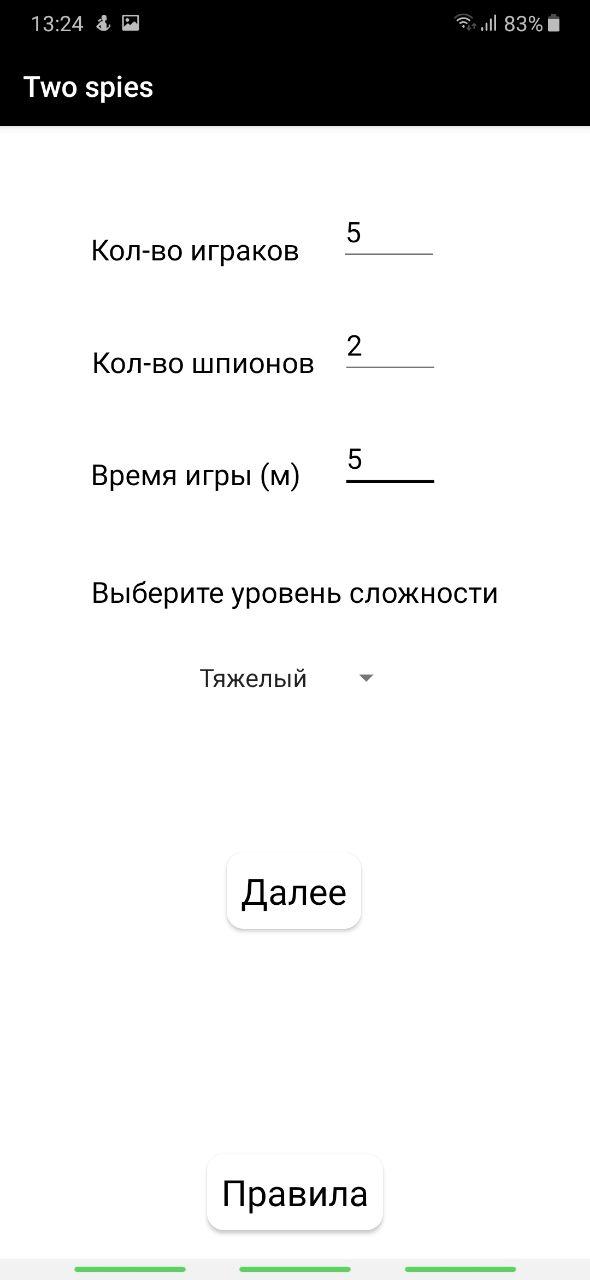 13:24 83%
Two spies
Кол-во играков 5
Кол-во шпионов 2
Время игры (м) 5
Выберите уровень сложности
Тяжелый
Далее
Правила